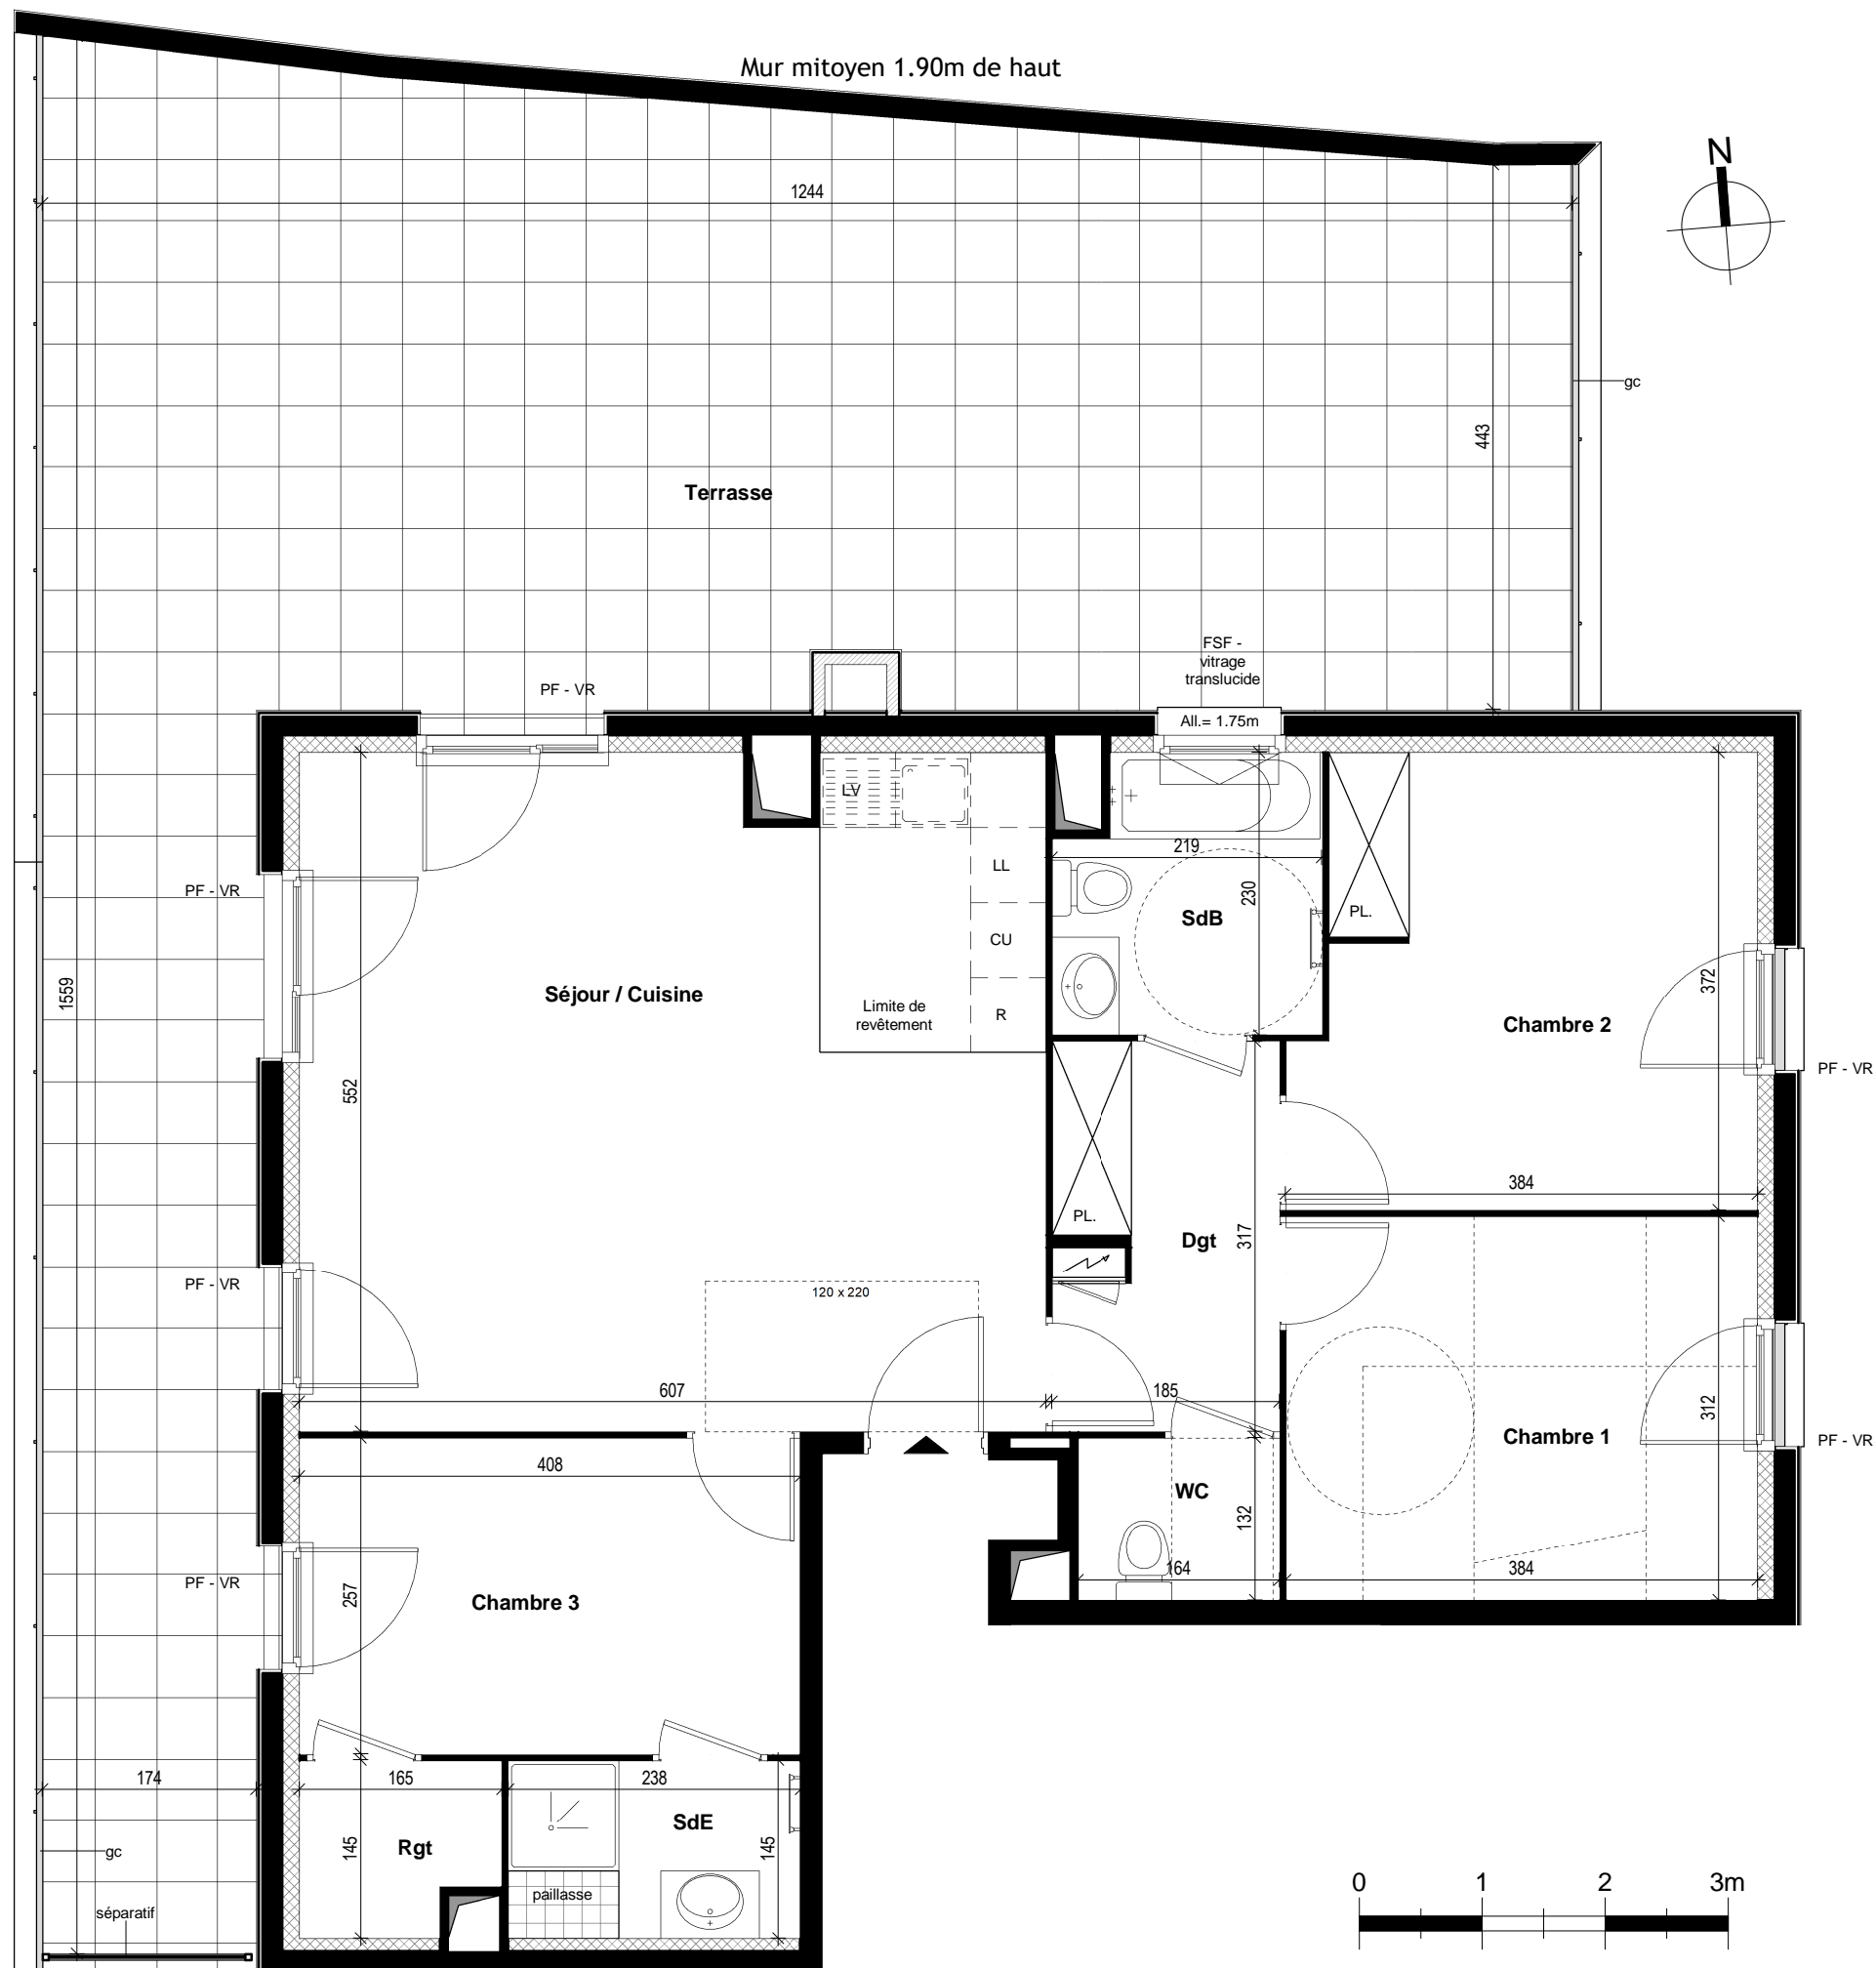 Mur mitoyen 1.90m de haut
N
1244
gc
443
Terrasse
FSF -
vitrage
translucide
PF - VR
All.= 1.75m
LV
219
LL
PF - VR
230
PL.
SdB
CU
1559
372
Séjour / Cuisine
Limite de
revêtement
R
Chambre 2
PF - VR
552
384
PL.
Dgt
317
PF - VR
120 x 220
607
185
312
Chambre 1
PF - VR
408
WC
132
164
384
PF - VR
257
Chambre 3
174
165
238
SdE
145
Rgt
145
gc
paillasse
séparatif
0 1 2 3m